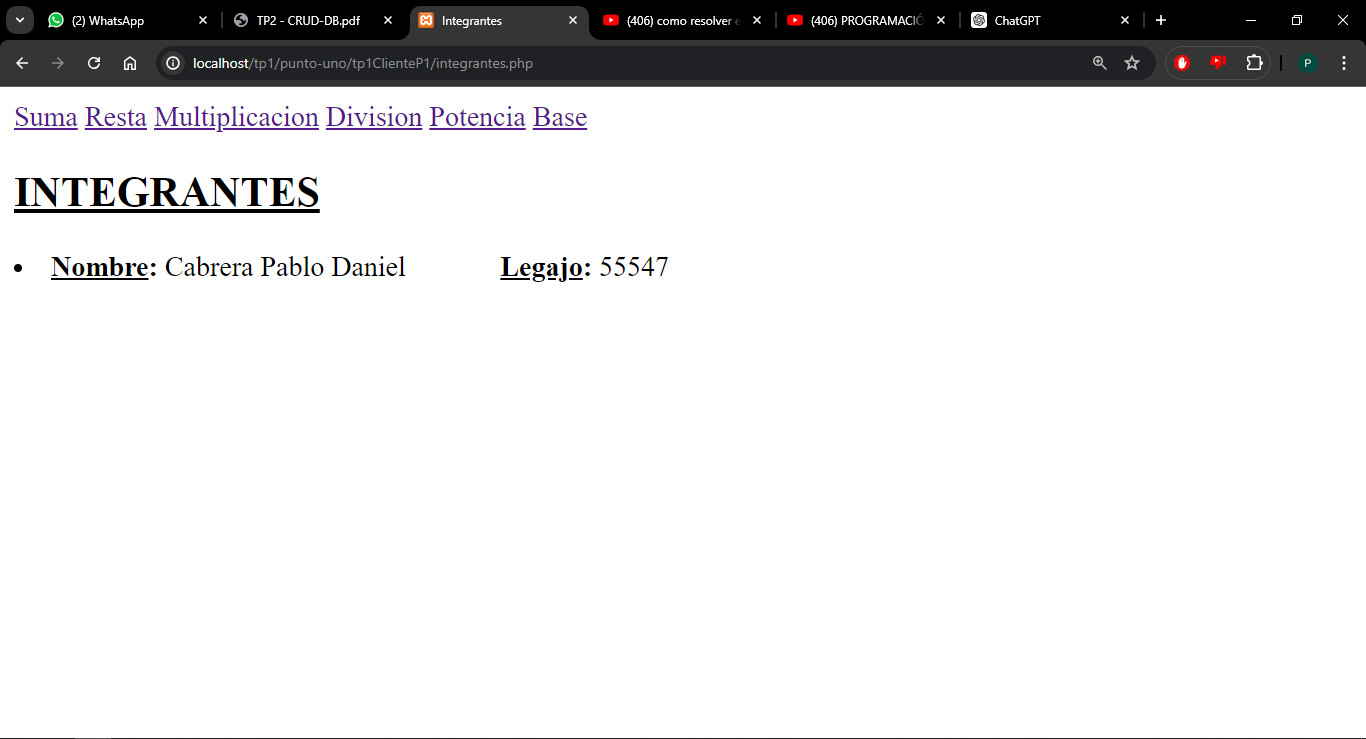 (2) WhatsApp
TP2 - CRUD-DB.pdf
Integrantes
(406) como resolver e
(406) PROGRAMACIÓ
ChatGPT
localhost/tp1/punto-uno/tp1ClienteP1/integrantes.php
P
Suma Resta Multiplicacion Division Potencia Base
INTEGRANTES
Nombre: Cabrera Pablo Daniel Legajo: 55547